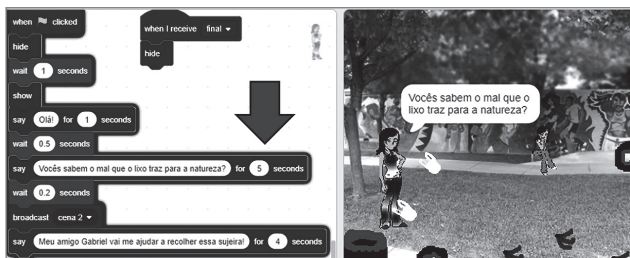 when clicked
hide
wait 1 seconds
show
say Olá! for 1 seconds
wait 0.5 seconds
say Vocês sabem o mal que o lixo traz para a natureza? for 5 seconds
wait 0.2 seconds
broadcast cena 2
say Meu amigo Gabriel vai me ajudar a recolher essa sujeira! for 4 seconds
when I receive final
hide
Vocês sabem o mal que o
lixo traz para a natureza?